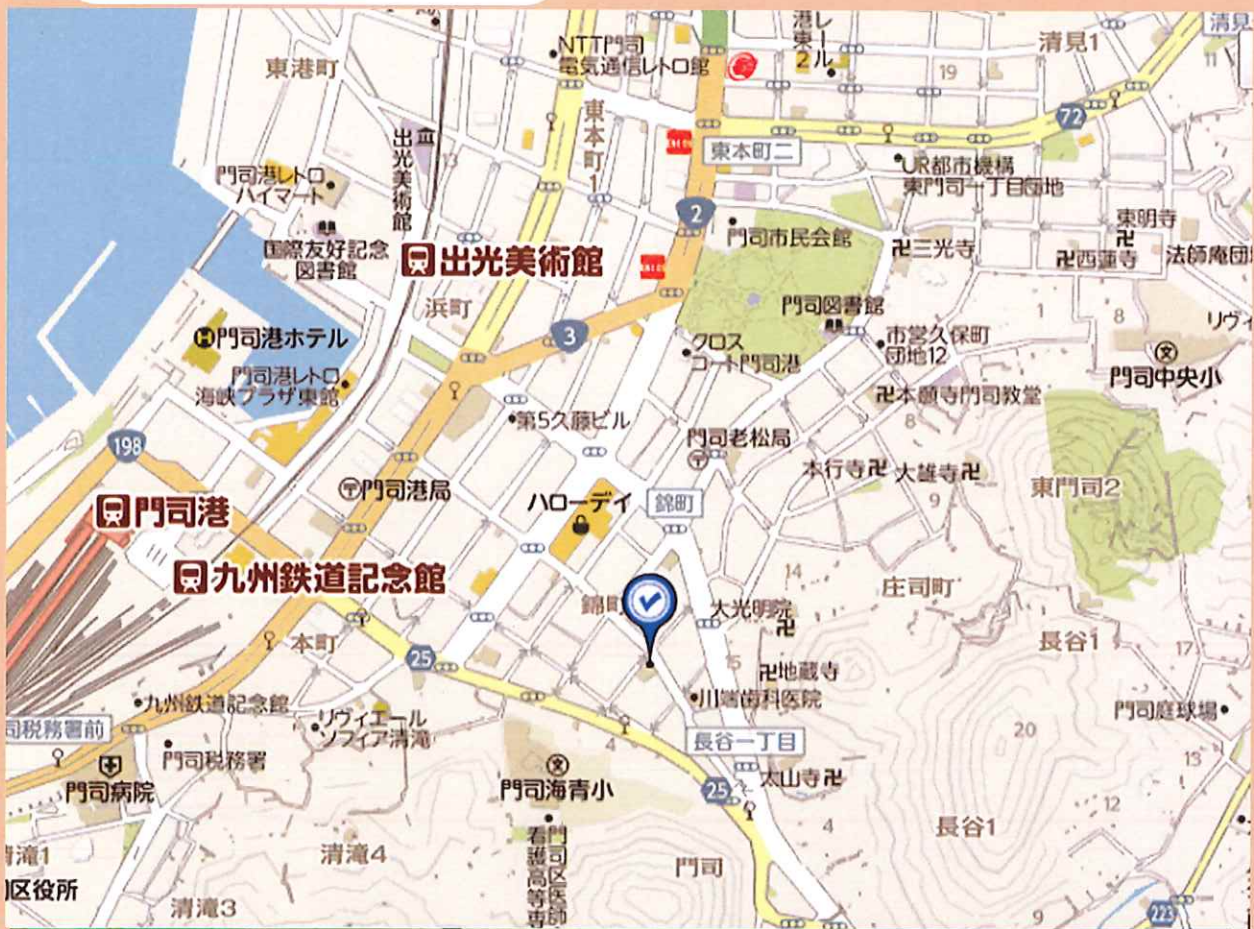 清見
NTT門司
電気通信レトロ館
港東2
レール
清見1
東港町
19
11
出光美術館
13
東本町1
72
東本町二
門司港レトロ
ハイマート
UR都市機構
東門司一丁目団地
2
門司市民会館
東明寺
国際友好記念
図書館
出光美術館
三光寺
西蓮寺
法師庵団
浜町
門司図書館
1
8
リヴィ
3
門司港ホテル
クロス
コート門司港
市営久保町
団地12
門司港レトロ
海峡プラザ東館
文
門司中央小
本願寺門司教堂
8
第5久藤ビル
198
門司老松局
本行寺
大雄寺
9
東門司2
〒門司港局
ハローデイ
錦町
門司港
九州鉄道記念館
14
庄司町
錦町
大光明院
本町
長谷1
17
25
15
地蔵寺
九州鉄道記念館
リヴィエール
ソフィア清滝
川端歯科医院
門司庭球場
司税務署前
門司税務署
4
長谷一丁目
20
13
門司病院
文
門司海青小
25
太山寺
12
4
長谷1
清滝1
清滝4
門司区医師
看護高等専
門司
区役所
清滝3
9
223